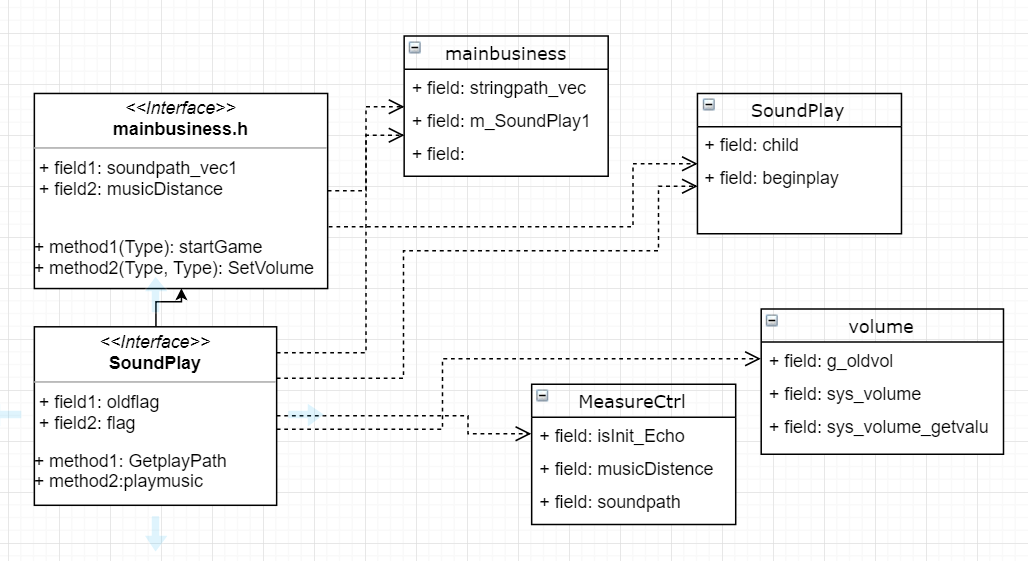 mainbusiness
+ field: stringpath_vec
+ field: m_SoundPlay1
+ field:
<<Interface>>
mainbusiness.h
+ field1: soundpath_vec1
+ field2: musicDistance
+ method1(Type): startGame
+ method2(Type, Type): SetVolume
SoundPlay
+ field: child
+ field: beginplay
<<Interface>>
SoundPlay
+ field1: oldflag
+ field2: flag
+ method1: GetplayPath
+ method2:playmusic
MeasureCtrl
+ field: isInit_Echo
+ field: musicDistence
+ field: soundpath
volume
+ field: g_oldvol
+ field: sys_volume
+ field: sys_volume_getvalu